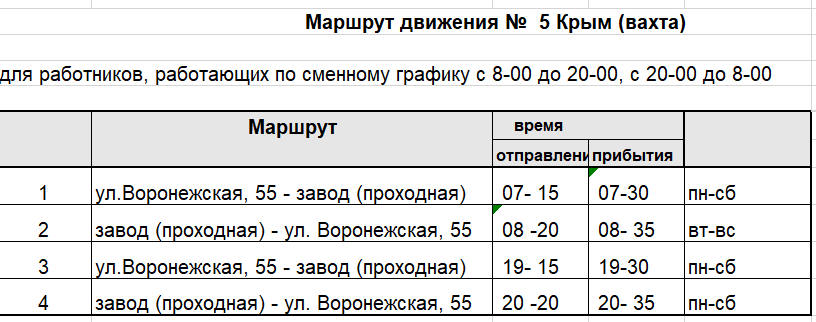 Маршрут движения № 5 Крым (вахта)
для работников, работающих по сменному графику с 8-00 до 20-00, с 20-00 до 8-00
Маршрут время
отправлени прибытия
1 ул.Воронежская, 55 - завод (проходная) 07- 15 07-30 пн-сб
2 завод (проходная) - ул. Воронежская, 55 08 -20 08- 35 вт-вс
3 ул.Воронежская, 55 - завод (проходная) 19- 15 19-30 пн-сб
4 завод (проходная) - ул. Воронежская, 55 20 -20 20- 35 пн-сб